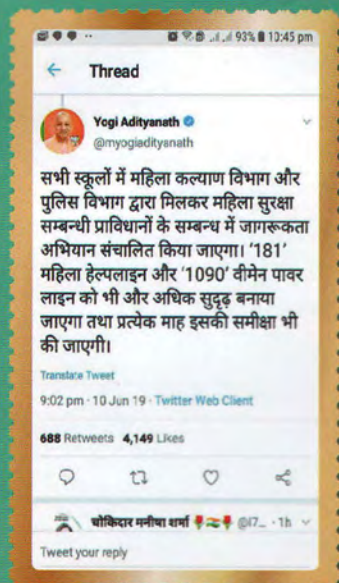 93% 10:45 pm
Thread
Yogi Adityanath
@myogiadityanath
सभी स्कूलों में महिला कल्याण विभाग और
पुलिस विभाग द्वारा मिलकर महिला सुरक्षा
सम्बन्धी प्राविधानों के सम्बन्ध में जागरूकता
अभियान संचालित किया जाएगा। ‘181’
महिला हेल्पलाइन और ‘1090’ वीमेन पावर
लाइन को भी और अधिक सुदृढ़ बनाया
जाएगा तथा प्रत्येक माह इसकी समीक्षा भी
की जाएगी।
Translate Tweet
9:02 pm · 10 Jun 19 · Twitter Web Client
688 Retweets 4,149 Likes
चोकिदार मनीषा शर्मा @i7_ · 1h
Tweet your reply